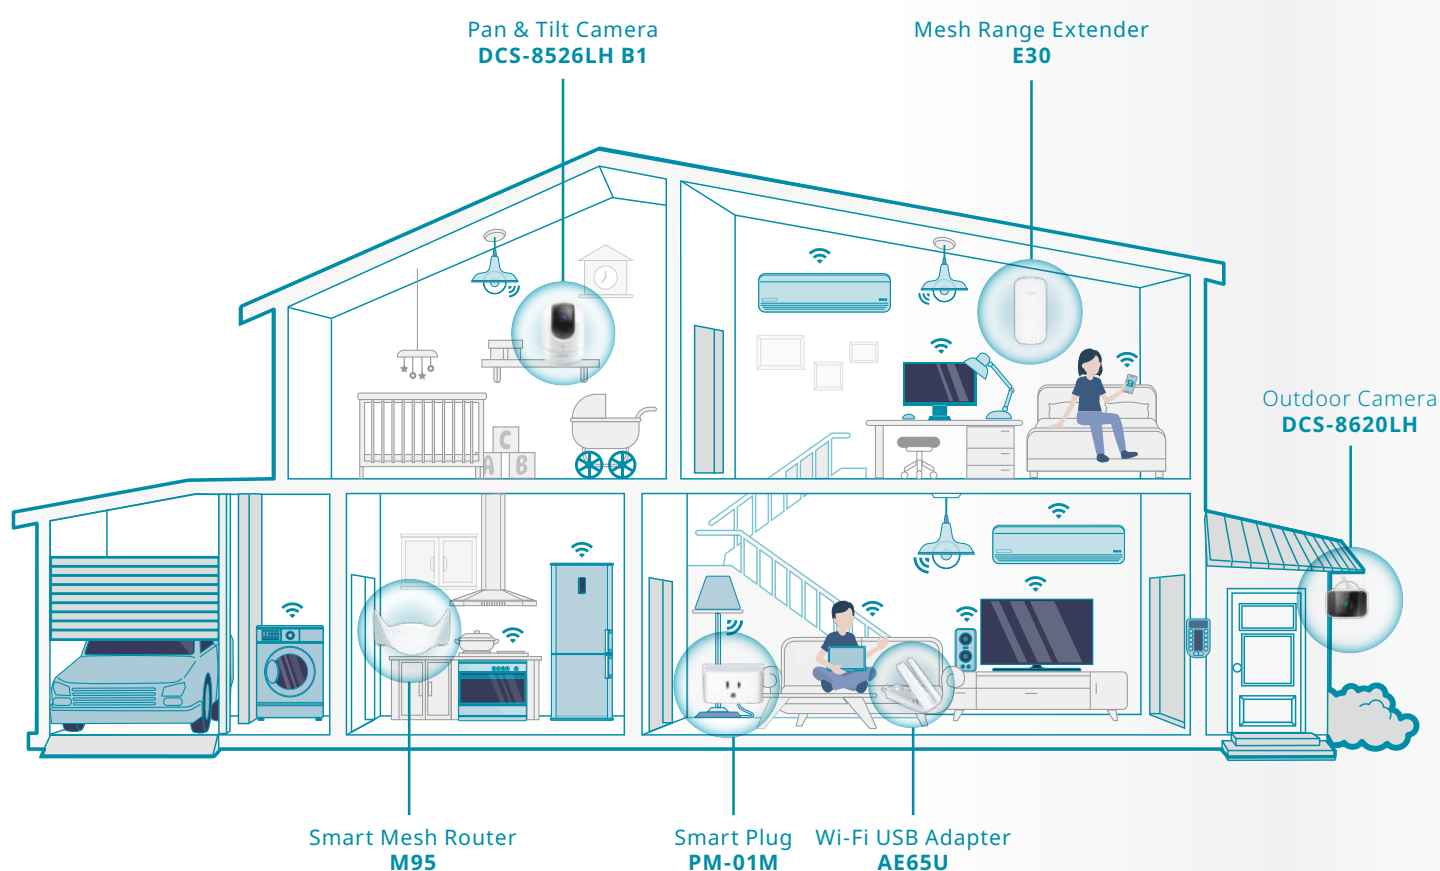 Pan & Tilt Camera
DCS-8526LH B1
Mesh Range Extender
E30
Outdoor Camera
DCS-8620LH
C
A
B
Smart Mesh Router
M95
Smart Plug
PM-01M
Wi-Fi USB Adapter
AE65U